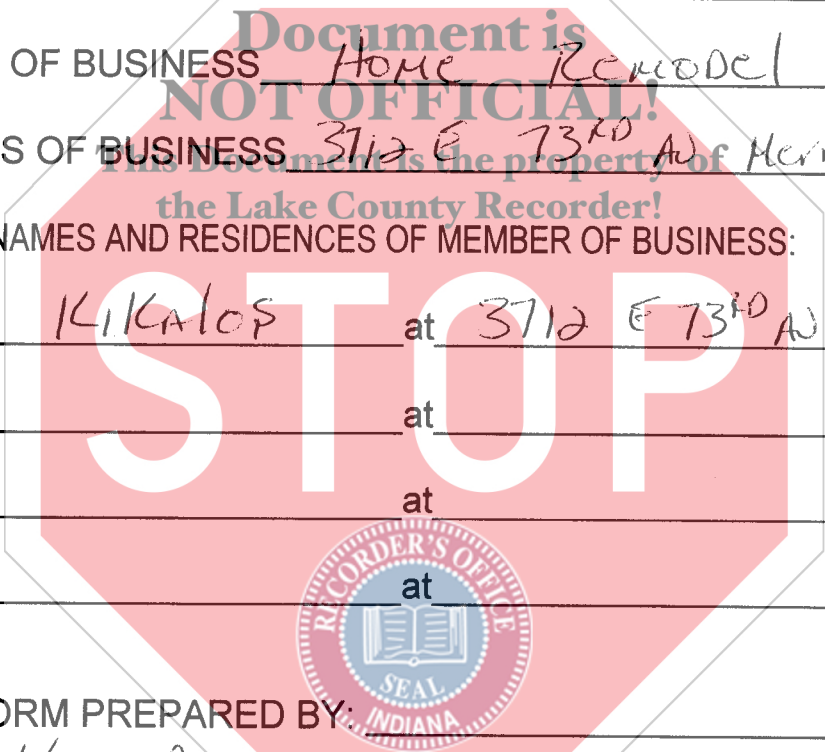 Document is
OF BUSINESS Home Remodel
NOT OFFICIAL!
S OF BUSINESS 3712 E 73RD AV
This Document is the property of
the Lake County Recorder!
NAMES AND RESIDENCES OF MEMBER OF BUSINESS:
KiKalos at 3712 E 73RD AV
STOP
at
at
at
RECORDER'S OFFICE
SEAL
INDIANA
ORM PREPARED BY: